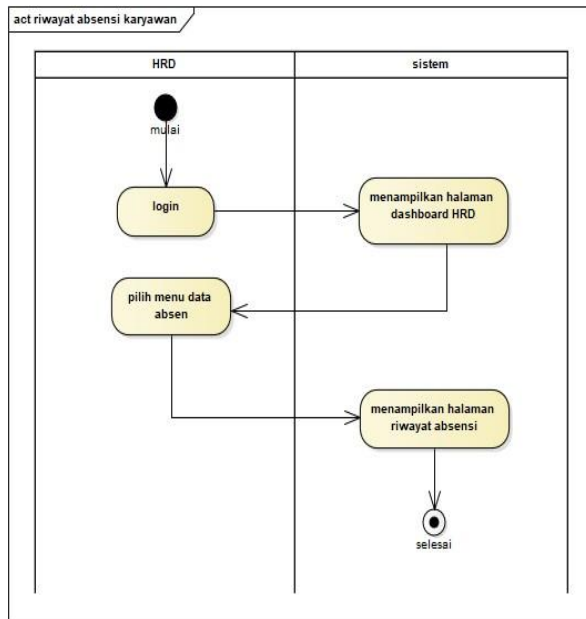 act riwayat absensi karyawan
HRD
sistem
mulai
login
menampilkan halaman
dashboard HRD
pilih menu data
absen
menampilkan halaman
riwayat absensi
selesai